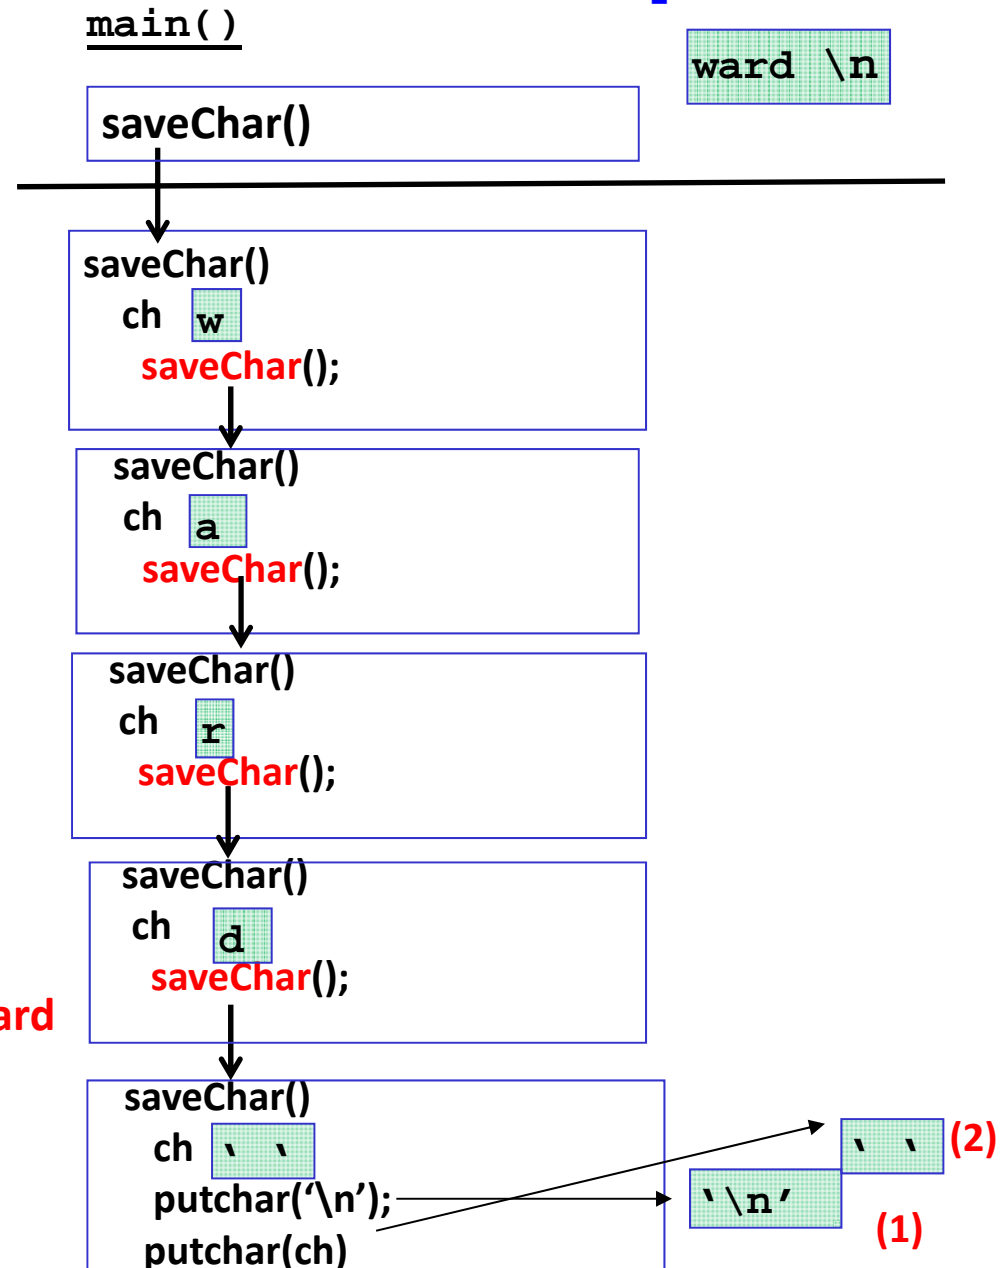 main()
ward \n
saveChar()
saveChar()
ch w
saveChar();
saveChar()
ch a
saveChar();
saveChar()
ch r
saveChar();
saveChar()
ch d
saveChar();
ard
saveChar()
ch ‘ ‘
putchar(‘\n’);
putchar(ch)
‘ ‘ (2)
‘\n’
(1)